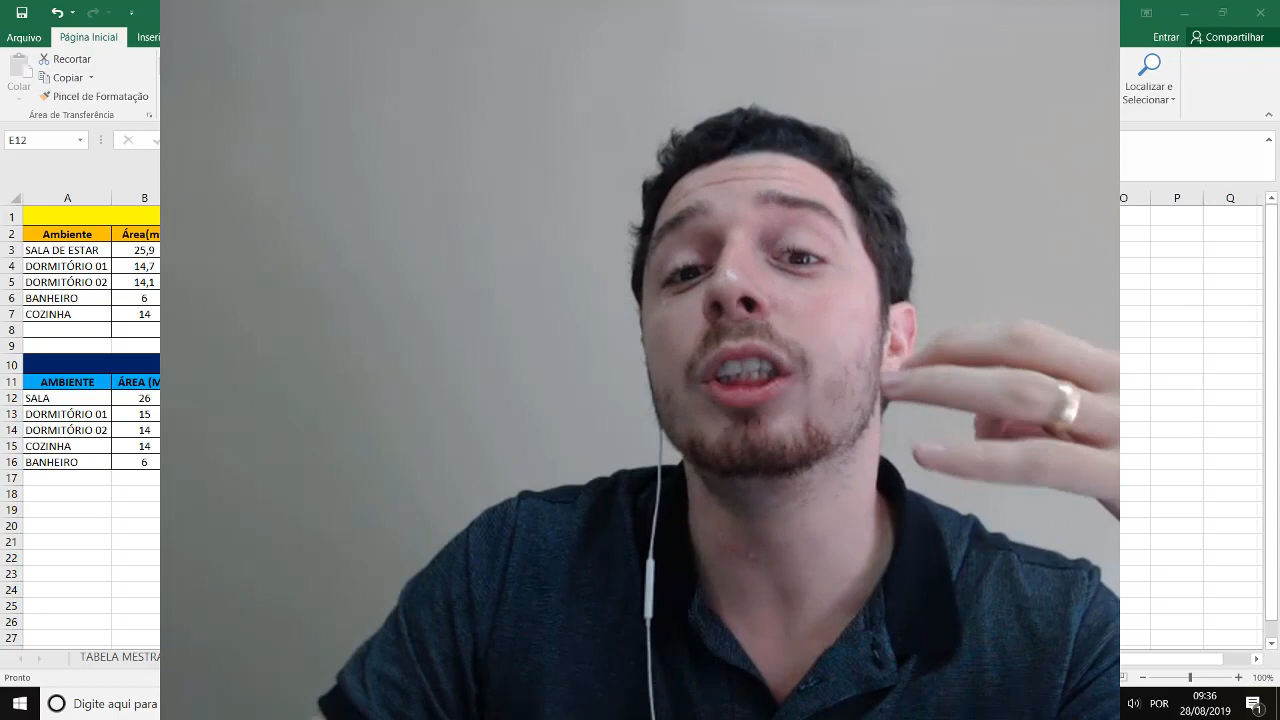 Entrar Compartilhar
Arquivo Página Inicial Inseri
Recortar
Copiar
Colar
Pincel de Formatação
Área de Transferência
Localizar e
Selecionar
E12
A B O P Q
1
2 Ambiente Área(m
3 SALA DE ESTAR 25,9
4 DORMITÓRIO 01 14,7
5 DORMITÓRIO 02 14,1
6 BANHEIRO 6
7 COZINHA 14
8
9
10
11 AMBIENTE ÁREA (M
12 SALA 26
13 DORMITÓRIO 01 15
14 DORMITÓRIO 02 14
15 COZINHA 14
16 BANHEIRO 6
17
18
19
20
21
22
23
24
25
26
27
TABELA MESTRA
Pronto
100%
Digite aqui para
POR
09:36
28/08/2019